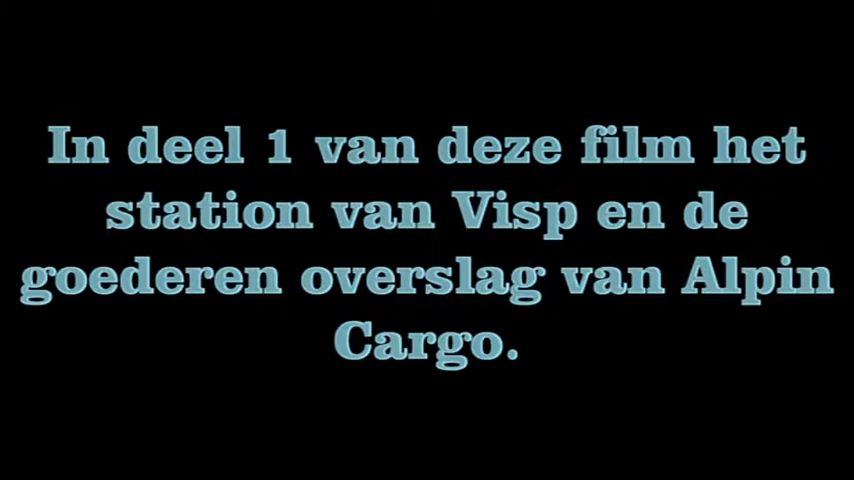 In deel 1 van deze film het
station van Visp en de
goederen overslag van Alpin
Cargo.